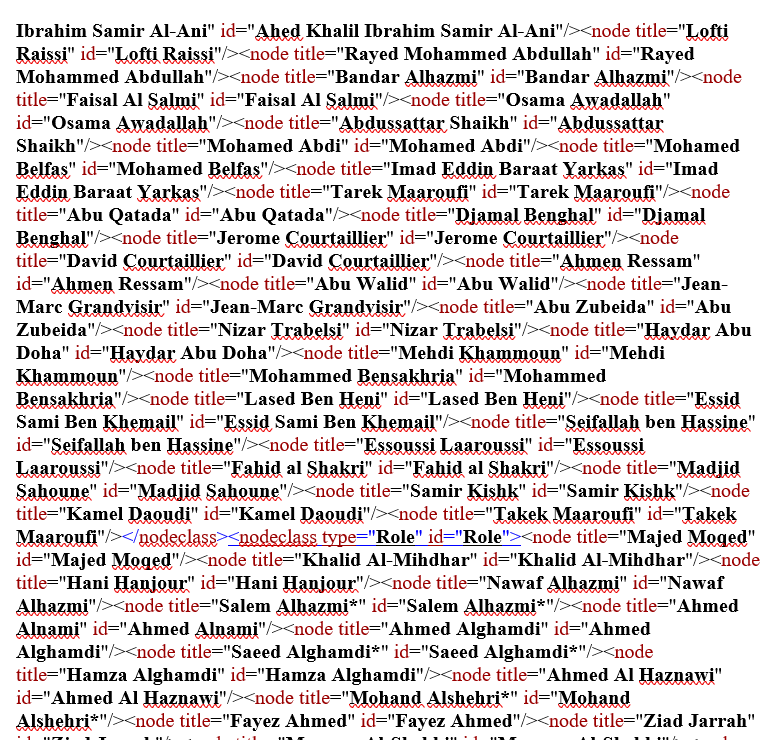 Ibrahim Samir Al-Ani" id="Ahed Khalil Ibrahim Samir Al-Ani"/><node title="Lofti
Raissi" id="Lofti Raissi"/><node title="Rayed Mohammed Abdullah" id="Rayed
Mohammed Abdullah"/><node title="Bandar Alhazmi" id="Bandar Alhazmi"/><node
title="Faisal Al Salmi" id="Faisal Al Salmi"/><node title="Osama Awadallah"
id="Osama Awadallah"/><node title="Abdussattar Shaikh" id="Abdussattar
Shaikh"/><node title="Mohamed Abdi" id="Mohamed Abdi"/><node title="Mohamed
Belfas" id="Mohamed Belfas"/><node title="Imad Eddin Baraat Yarkas" id="Imad
Eddin Baraat Yarkas"/><node title="Tarek Maaroufi" id="Tarek Maaroufi"/><node
title="Abu Qatada" id="Abu Qatada"/><node title="Djamal Benghal" id="Djamal
Benghal"/><node title="Jerome Courtaillier" id="Jerome Courtaillier"/><node
title="David Courtaillier" id="David Courtaillier"/><node title="Ahmen Ressam"
id="Ahmen Ressam"/><node title="Abu Walid" id="Abu Walid"/><node title="Jean-
Marc Grandvisir" id="Jean-Marc Grandvisir"/><node title="Abu Zubeida" id="Abu
Zubeida"/><node title="Nizar Trabelsi" id="Nizar Trabelsi"/><node title="Haydar Abu
Doha" id="Haydar Abu Doha"/><node title="Mehdi Khammoun" id="Mehdi
Khammoun"/><node title="Mohammed Bensakhria" id="Mohammed
Bensakhria"/><node title="Lased Ben Heni" id="Lased Ben Heni"/><node title="Essid
Sami Ben Khemail" id="Essid Sami Ben Khemail"/><node title="Seifallah ben Hassine"
id="Seifallah ben Hassine"/><node title="Essoussi Laaroussi" id="Essoussi
Laaroussi"/><node title="Fahid al Shakri" id="Fahid al Shakri"/><node title="Madjid
Sahoune" id="Madjid Sahoune"/><node title="Samir Kishk" id="Samir Kishk"/><node
title="Kamel Daoudi" id="Kamel Daoudi"/><node title="Takek Maaroufi" id="Takek
Maaroufi"/></nodeclass><nodeclass type="Role" id="Role"><node title="Majed Moqed"
id="Majed Moqed"/><node title="Khalid Al-Mihdhar" id="Khalid Al-Mihdhar"/><node
title="Hani Hanjour" id="Hani Hanjour"/><node title="Nawaf Alhazmi" id="Nawaf
Alhazmi"/><node title="Salem Alhazmi*" id="Salem Alhazmi*"/><node title="Ahmed
Alnami" id="Ahmed Alnami"/><node title="Ahmed Alghamdi" id="Ahmed
Alghamdi"/><node title="Saeed Alghamdi*" id="Saeed Alghamdi*"/><node
title="Hamza Alghamdi" id="Hamza Alghamdi"/><node title="Ahmed Al Haznawi"
id="Ahmed Al Haznawi"/><node title="Mohand Alshehri*" id="Mohand
Alshehri*"/><node title="Fayez Ahmed" id="Fayez Ahmed"/><node title="Ziad Jarrah"